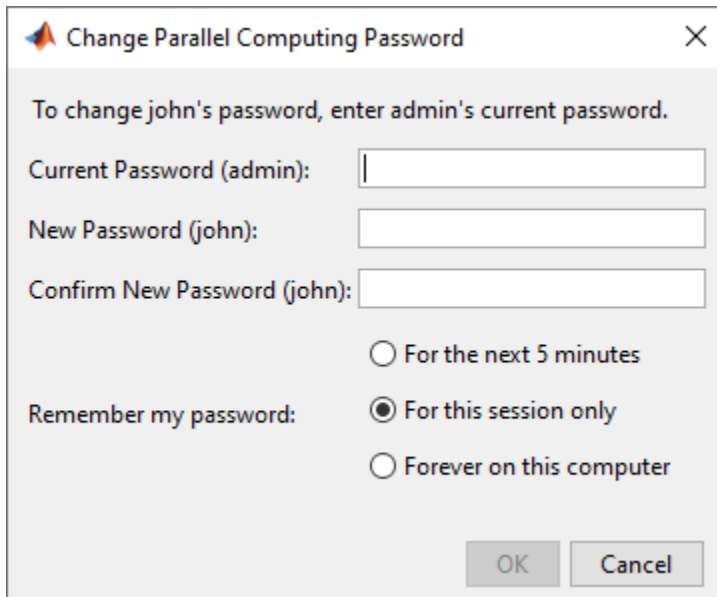 Change Parallel Computing Password
To change john's password, enter admin's current password.
Current Password (admin):
New Password (john):
Confirm New Password (john):
For the next 5 minutes
Remember my password:
For this session only
Forever on this computer
OK
Cancel